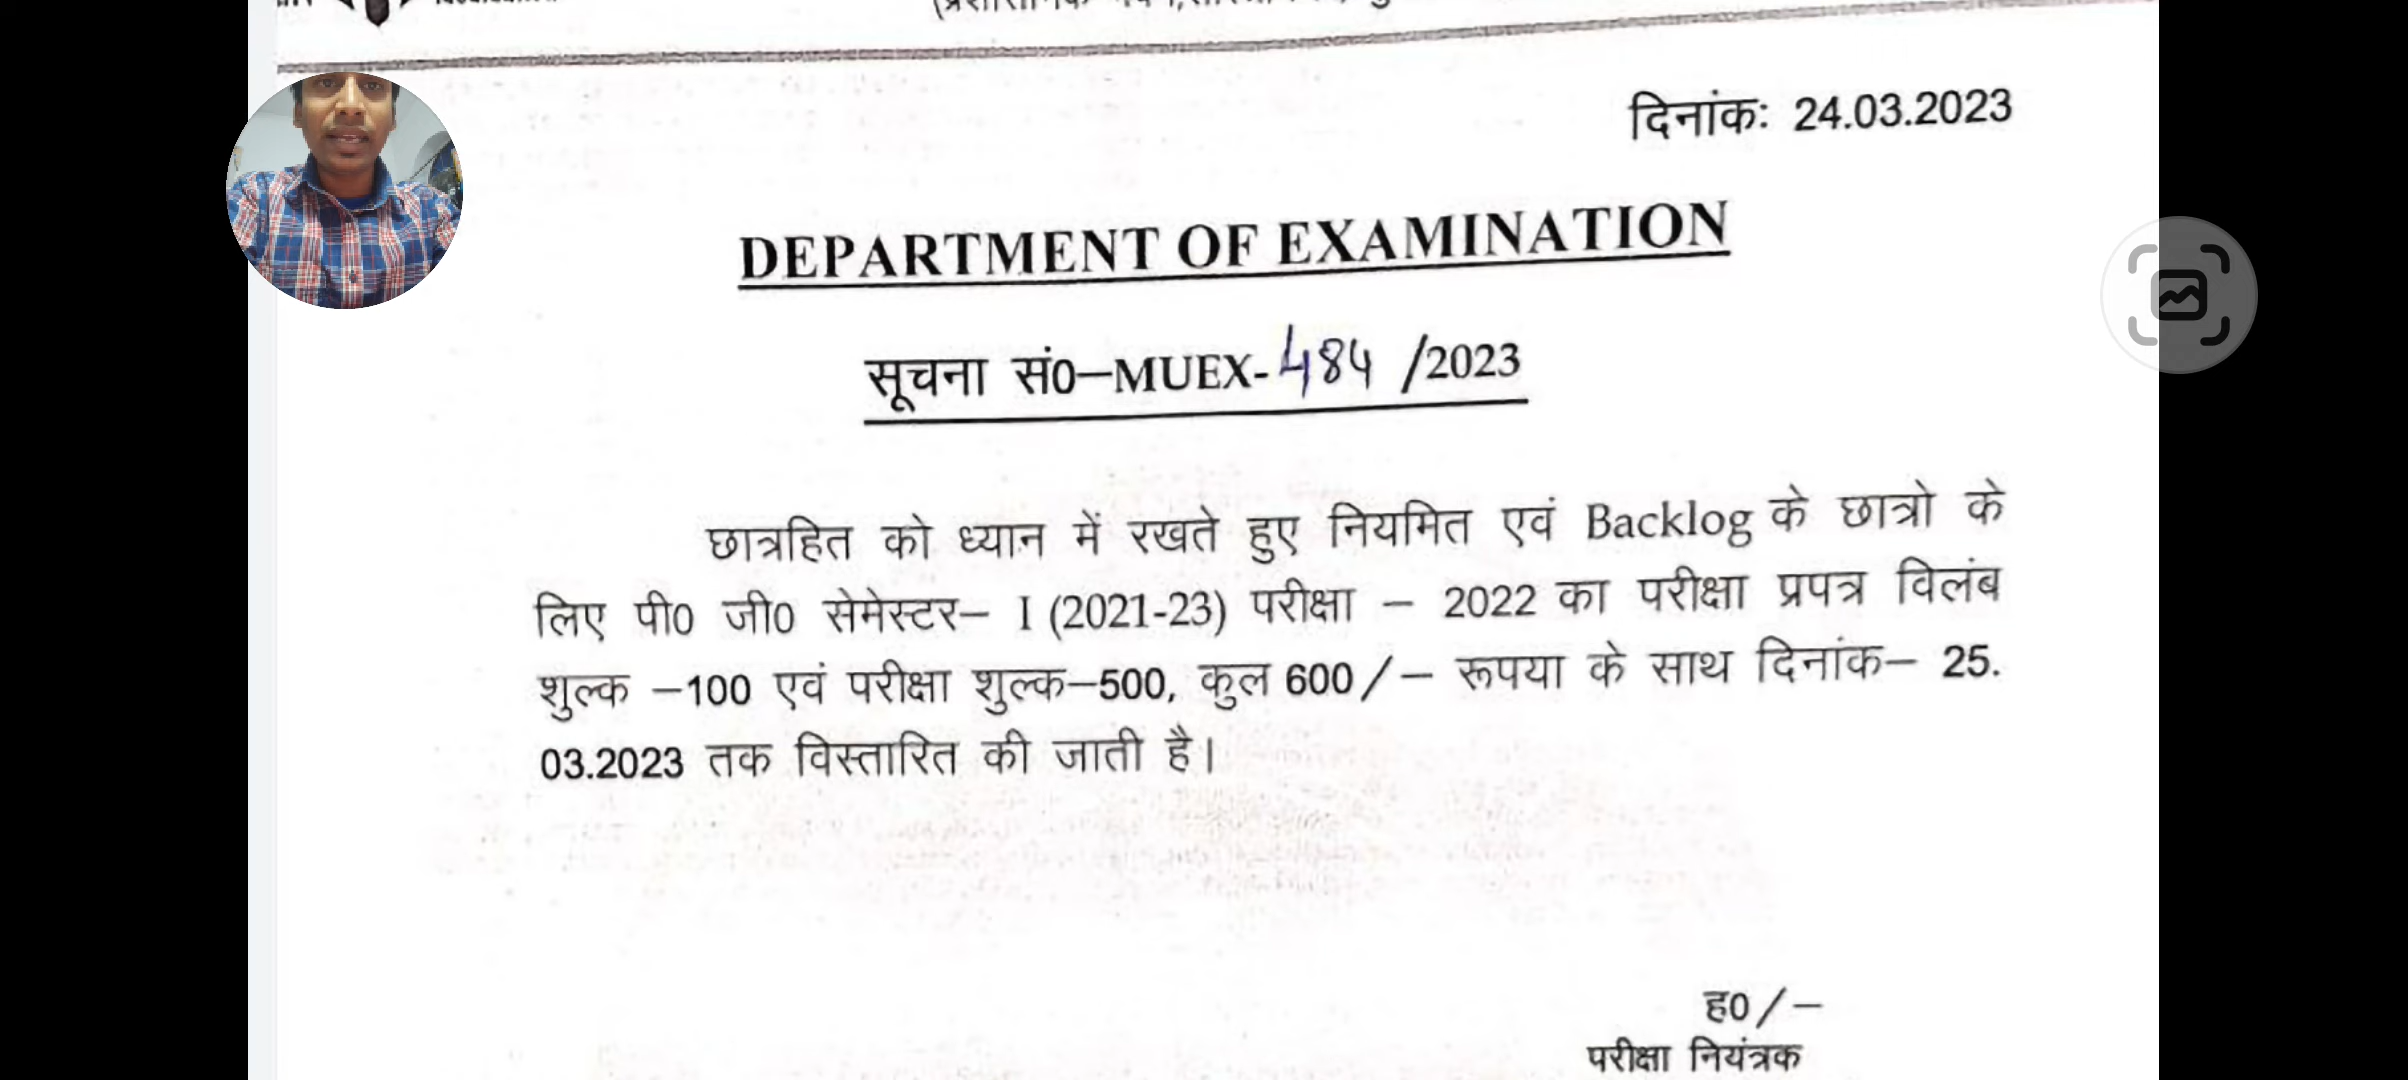 दिनांकः 24.03.2023
DEPARTMENT OF EXAMINATION
सूचना सं0–MUEX-484 /2023
छात्रहित को ध्यान में रखते हुए नियमित एवं Backlog के छात्रो के
लिए पी0 जी0 सेमेस्टर– I (2021-23) परीक्षा – 2022 का परीक्षा प्रपत्र विलंब
शुल्क –100 एवं परीक्षा शुल्क–500, कुल 600/– रूपया के साथ दिनांक– 25.
03.2023 तक विस्तारित की जाती है।
ह0/–
परीक्षा नियंत्रक